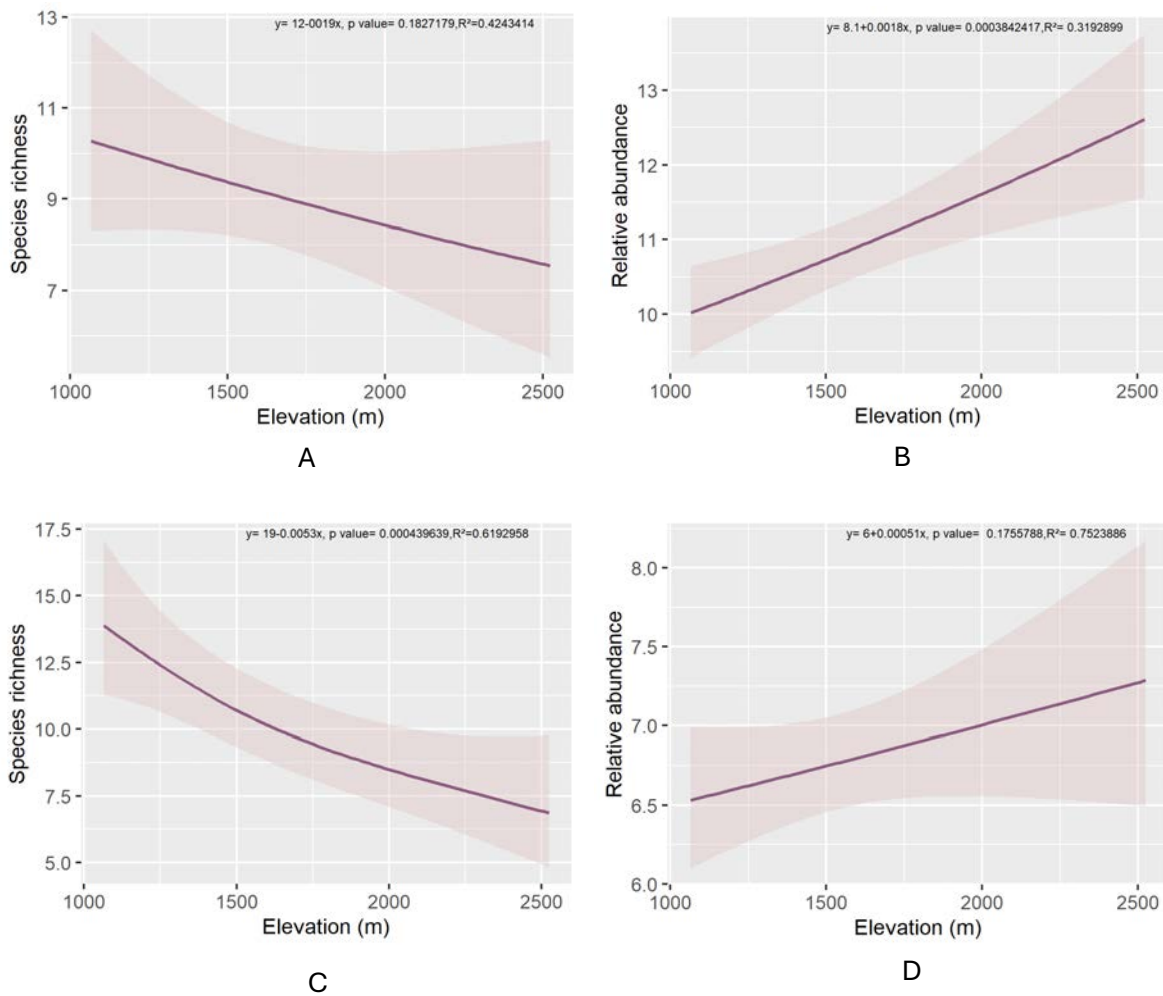 y= 12-0019x, p value= 0.1827179,R²=0.4243414
13
11
9
7
Species richness
1000 1500 2000 2500
Elevation (m)
A
y= 8.1+0.0018x, p value= 0.0003842417,R²= 0.3192899
13
12
11
10
Relative abundance
1000 1500 2000 2500
Elevation (m)
B
y= 19-0.0053x, p value= 0.000439639,R²=0.6192958
17.5
15.0
12.5
10.0
7.5
5.0
Species richness
1000 1500 2000 2500
Elevation (m)
C
y= 6+0.00051x, p value=  0.1755788,R²= 0.7523886
8.0
7.5
7.0
6.5
6.0
Relative abundance
1000 1500 2000 2500
Elevation (m)
D